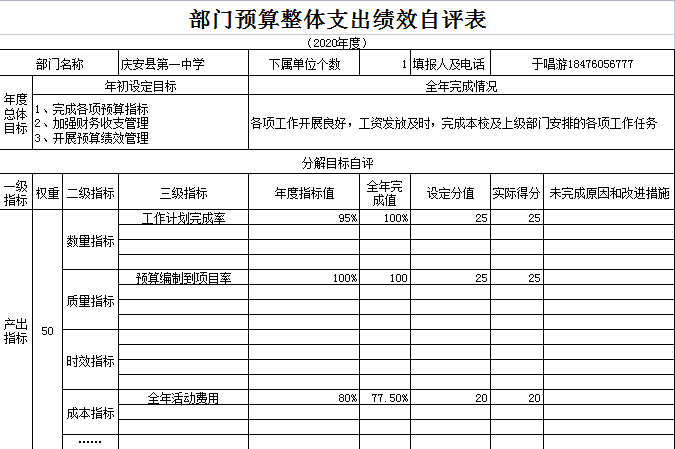 部门预算整体支出绩效自评表
（2020年度）
部门名称 庆安县第一中学 下属单位个数 1 填报人及电话 于唱游18476056777
年度总体目标 年初设定目标 全年完成情况
1、完成各项预算指标
2、加强财务收支管理
3、开展预算绩效管理
各项工作开展良好，工资发放及时，完成本校及上级部门安排的各项工作任务
分解目标自评
一级指标 权重 二级指标 三级指标 年度指标值 全年完成值 设定分值 实际得分 未完成原因和改进措施
产出指标 50 数量指标 工作计划完成率 95% 100% 25 25
质量指标 预算编制到项目率 100% 100 25 25
时效指标
成本指标 全年活动费用 80% 77.50% 20 20
……